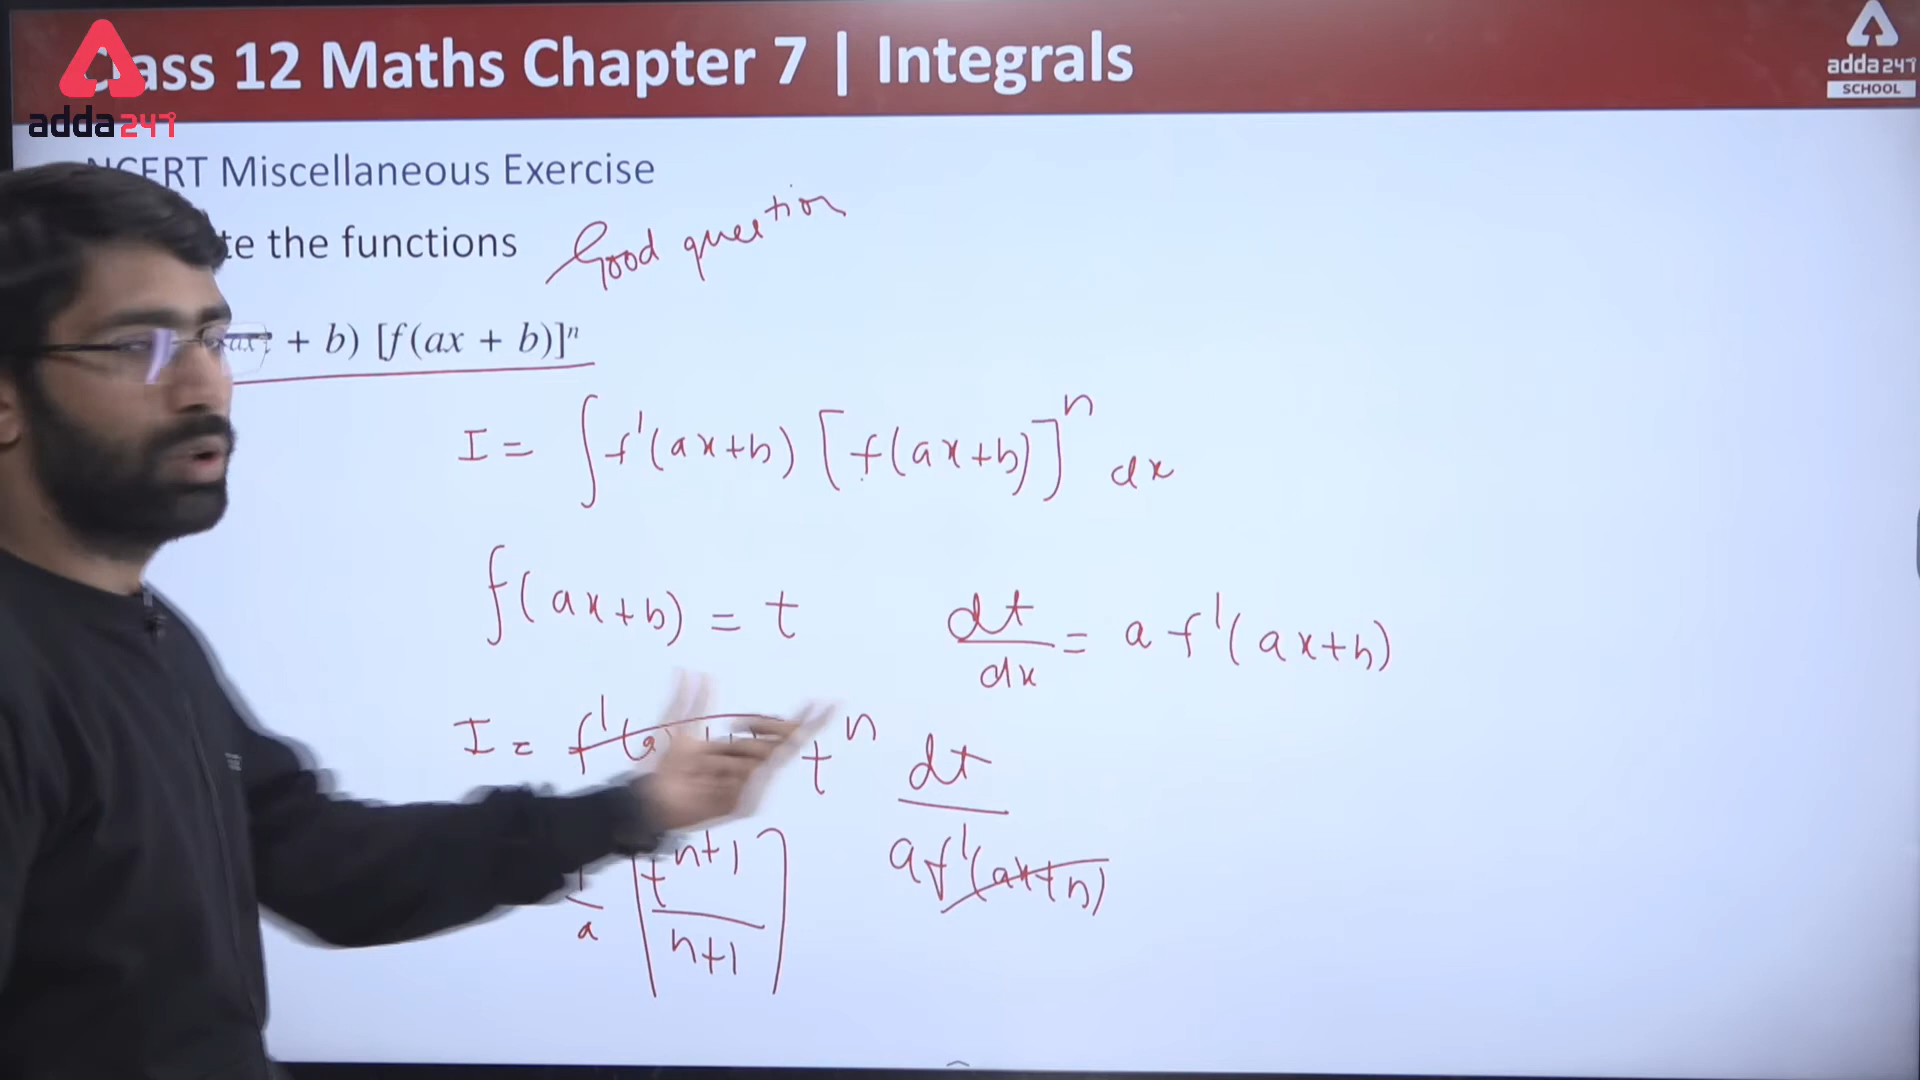 ass 12 Maths Chapter 7 | Integrals
adda247
adda247
SCHOOL
NCERT Miscellaneous Exercise
te the functions
Good question
+ b) [f(ax + b)]ⁿ
I = ∫ f'(ax+b) [f(ax+b)]ⁿ dx
f(ax+b) = t
dt/dx = a f'(ax+b)
I = f'(a tⁿ dt/af'(ax+b)
1/a [tⁿ⁺¹/n+1]